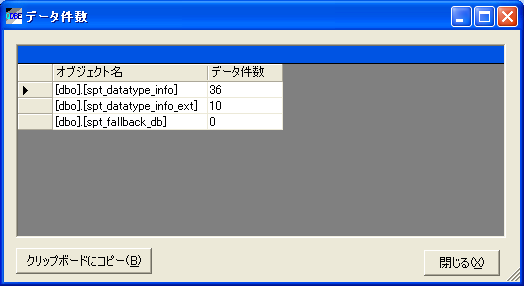 DBE データ件数
オブジェクト名 データ件数
[dbo].[spt_datatype_info] 36
[dbo].[spt_datatype_info_ext] 10
[dbo].[spt_fallback_db] 0
クリップボードにコピー(B) 閉じる(X)